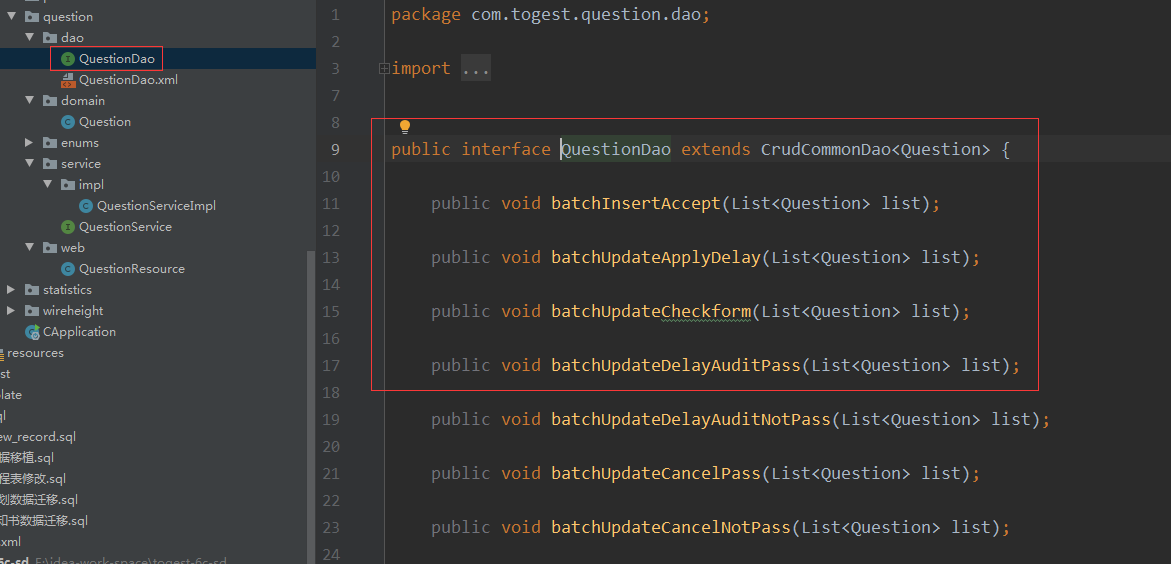 question
dao
QuestionDao
QuestionDao.xml
domain
Question
enums
service
impl
QuestionServiceImpl
QuestionService
web
QuestionResource
statistics
wireheight
CApplication
resources
st
late
ql
ew_record.sql
据移植.sql
程表修改.sql
划数据迁移.sql
知书数据迁移.sql
.xml
6c-sd E:\idea-work-space\togest-6c-sd
1 package com.togest.question.dao;
2
3 import ...
7
8
9 public interface QuestionDao extends CrudCommonDao<Question> {
10
11 public void batchInsertAccept(List<Question> list);
12
13 public void batchUpdateApplyDelay(List<Question> list);
14
15 public void batchUpdateCheckform(List<Question> list);
16
17 public void batchUpdateDelayAuditPass(List<Question> list);
18
19 public void batchUpdateDelayAuditNotPass(List<Question> list);
20
21 public void batchUpdateCancelPass(List<Question> list);
22
23 public void batchUpdateCancelNotPass(List<Question> list);
24